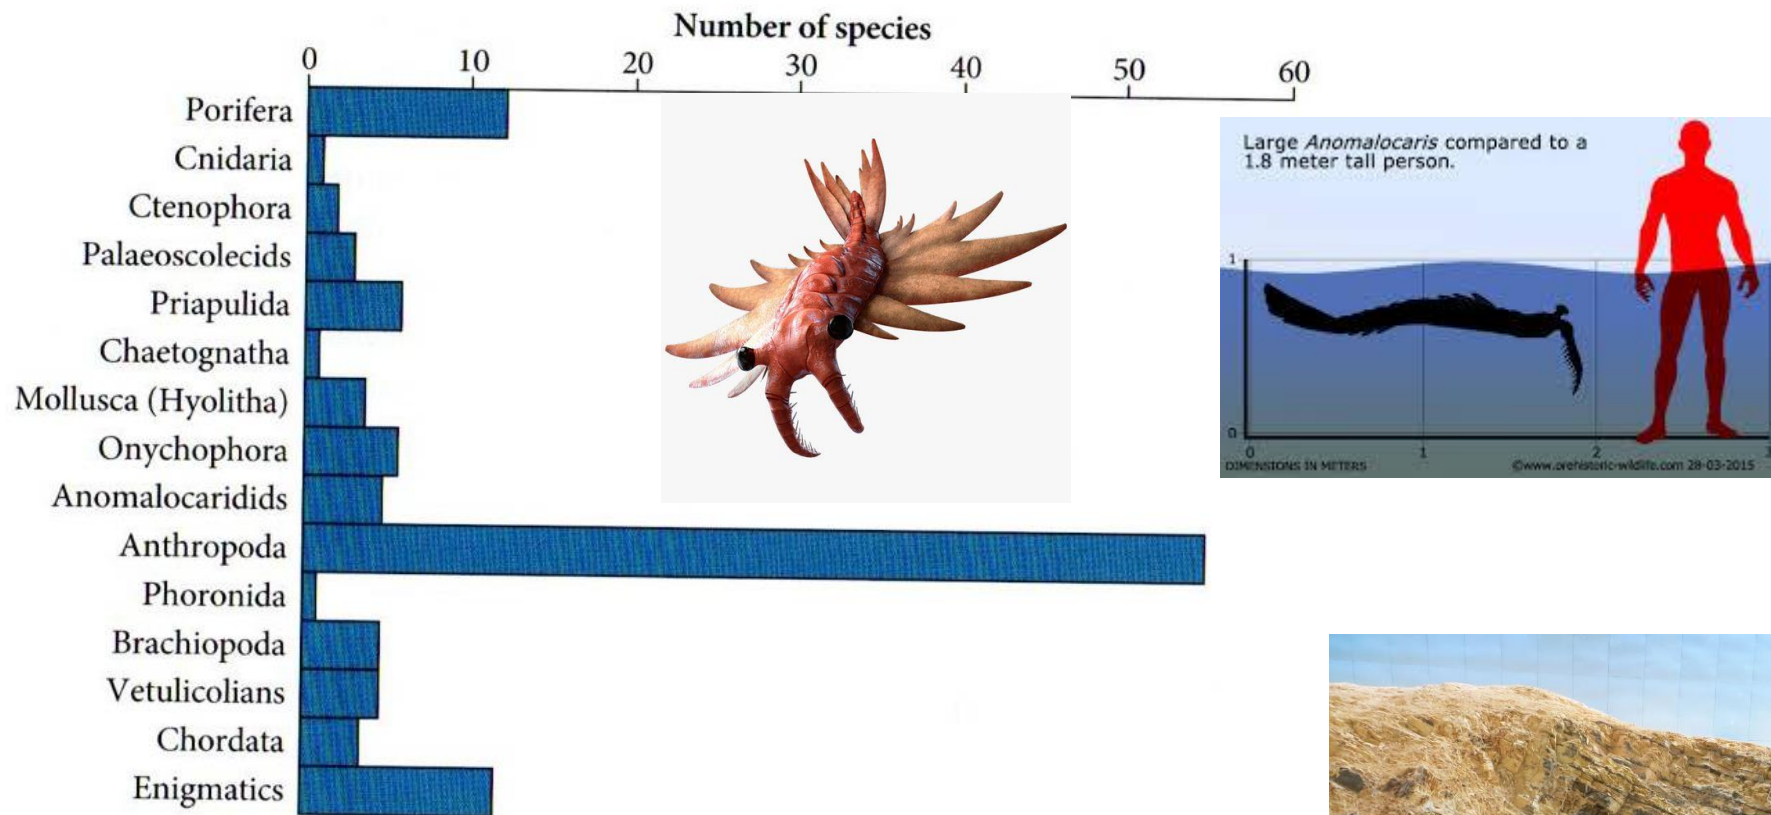 Number of species
0 10 20 30 40 50 60
Porifera
Cnidaria
Ctenophora
Palaeoscolecids
Priapulida
Chaetognatha
Mollusca (Hyolitha)
Onychophora
Anomalocaridids
Anthropoda
Phoronida
Brachiopoda
Vetulicolians
Chordata
Enigmatics
Large Anomalocaris compared to a
1.8 meter tall person.
1
0
0 1 2 3
DIMENSIONS IN METERS ©www.prehistoric-wildlife.com 28-03-2015